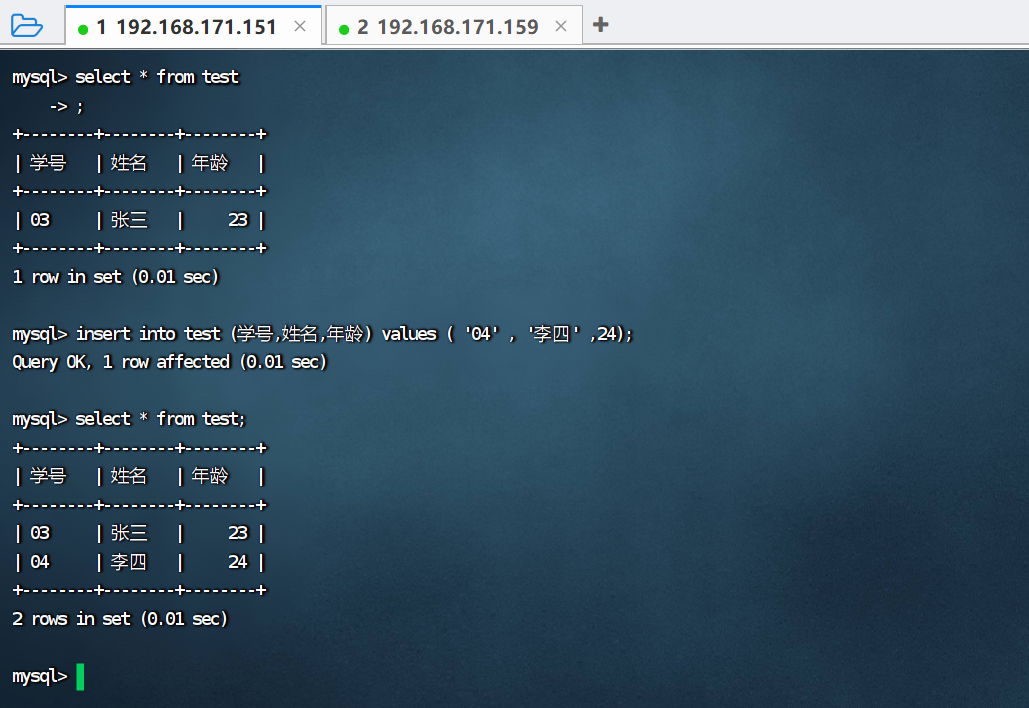 1 192.168.171.151 × 2 192.168.171.159 × +
mysql> select * from test
    -> ;
+--------+--------+--------+
| 学号   | 姓名   | 年龄   |
+--------+--------+--------+
| 03     | 张三   |     23 |
+--------+--------+--------+
1 row in set (0.01 sec)
mysql> insert into test (学号,姓名,年龄) values ( '04' , '李四' ,24);
Query OK, 1 row affected (0.01 sec)
mysql> select * from test;
+--------+--------+--------+
| 学号   | 姓名   | 年龄   |
+--------+--------+--------+
| 03     | 张三   |     23 |
| 04     | 李四   |     24 |
+--------+--------+--------+
2 rows in set (0.01 sec)
mysql>